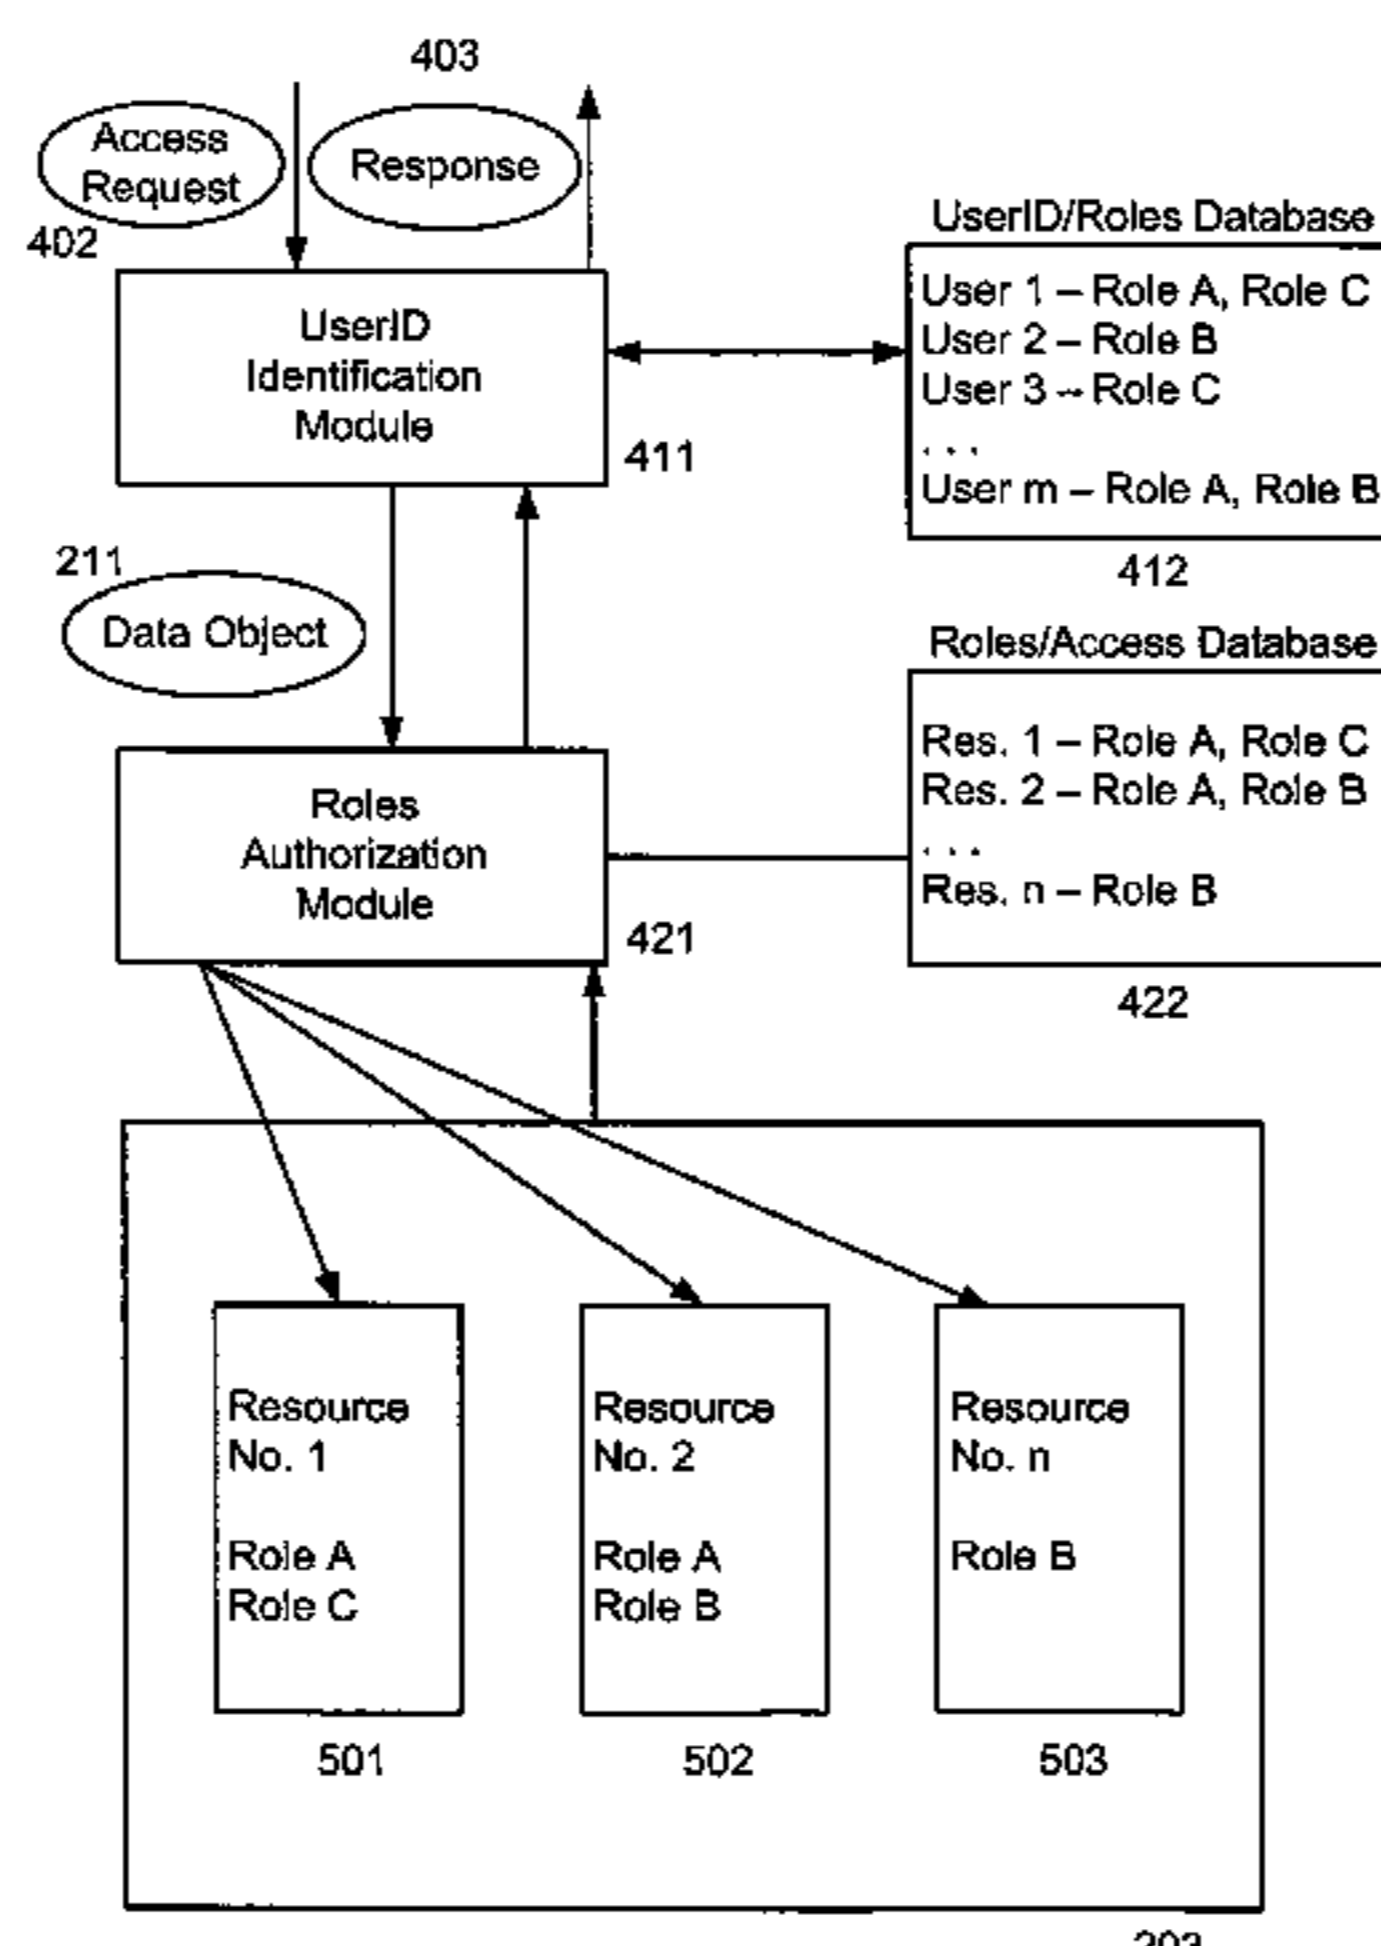 403
Access
Request
Response
402
UserID/Roles Database
User 1 – Role A, Role C
User 2 – Role B
User 3 – Role C
. . .
User m – Role A, Role B
UserID
Identification
Module
411
412
211
Data Object
Roles/Access Database
Res. 1 – Role A, Role C
Res. 2 – Role A, Role B
. . .
Res. n – Role B
Roles
Authorization
Module
421
422
Resource
No. 1
Role A
Role C
501
Resource
No. 2
Role A
Role B
502
Resource
No. n
Role B
503